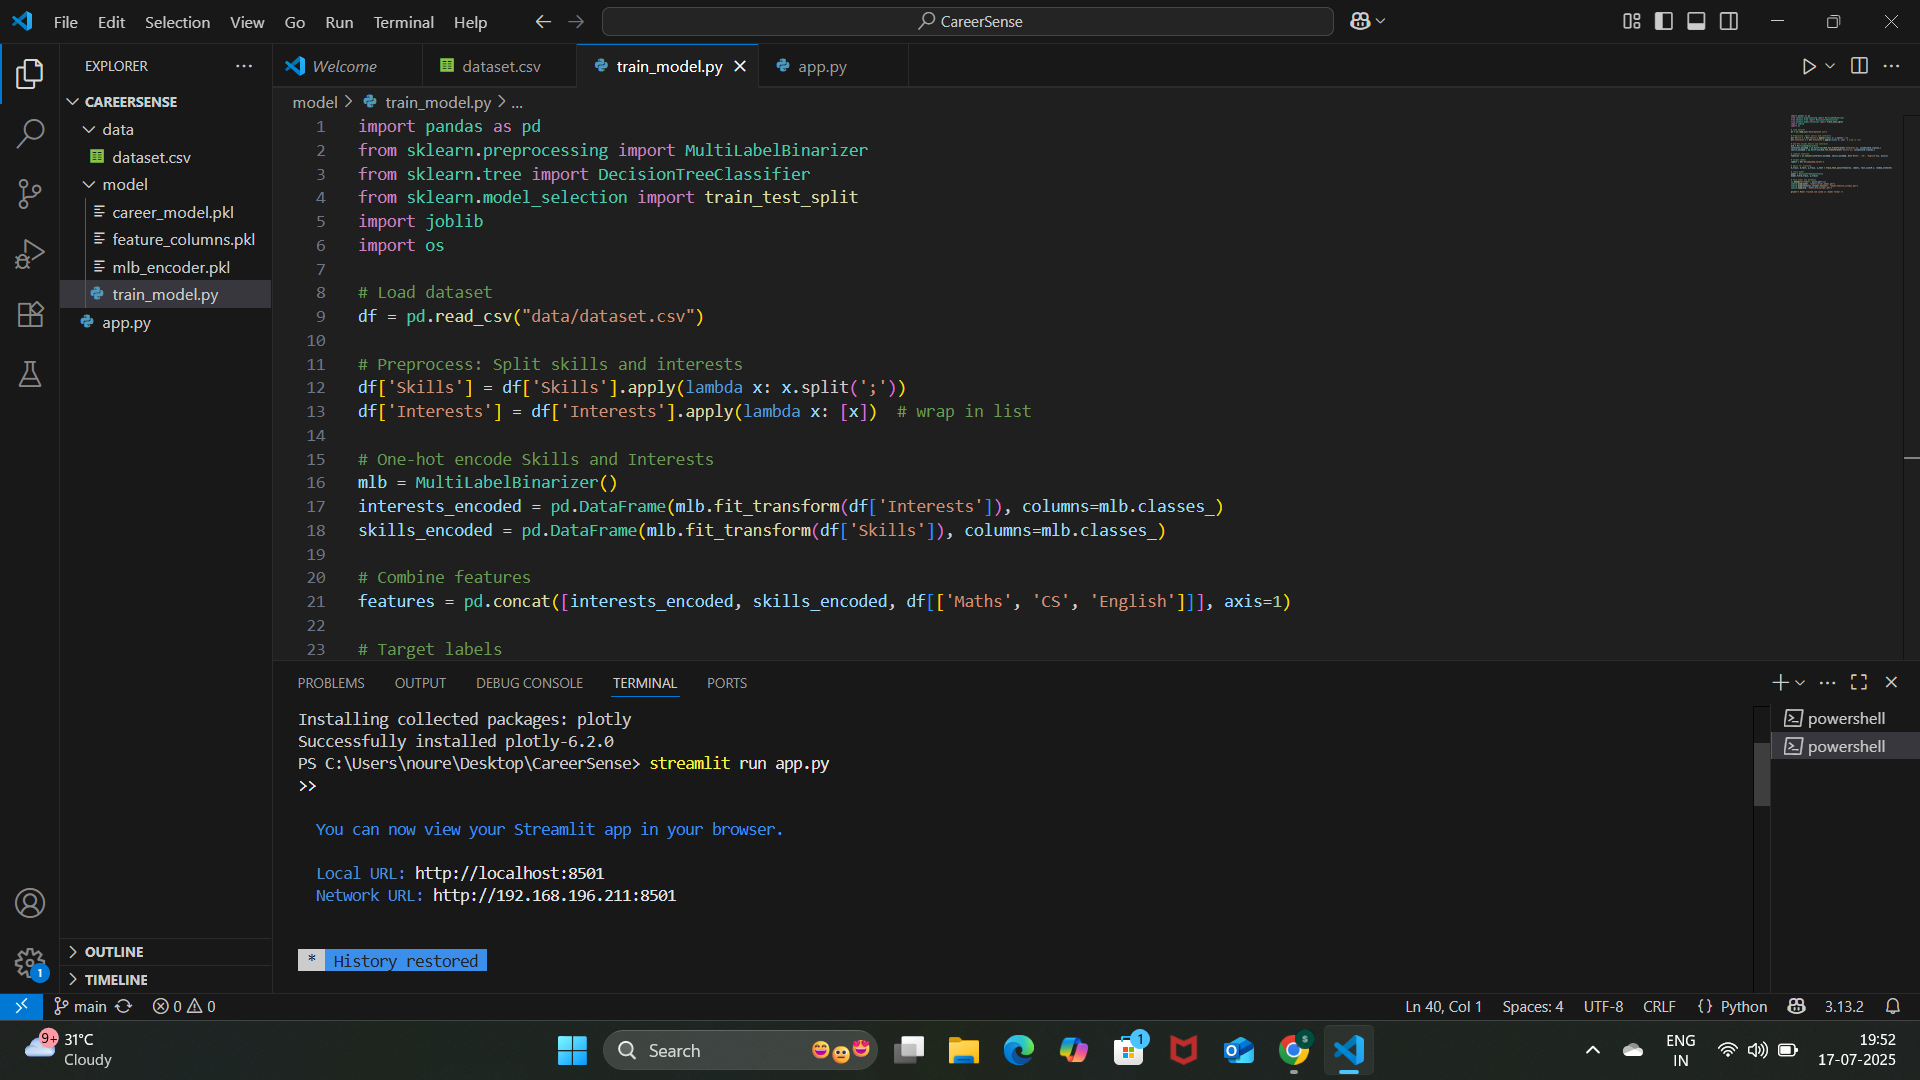 File Edit Selection View Go Run Terminal Help
CareerSense
EXPLORER
CAREERSENSE
data
dataset.csv
model
career_model.pkl
feature_columns.pkl
mlb_encoder.pkl
train_model.py
app.py
OUTLINE
TIMELINE
Welcome dataset.csv train_model.py app.py
model > train_model.py > ...
1 import pandas as pd
2 from sklearn.preprocessing import MultiLabelBinarizer
3 from sklearn.tree import DecisionTreeClassifier
4 from sklearn.model_selection import train_test_split
5 import joblib
6 import os
7
8 # Load dataset
9 df = pd.read_csv("data/dataset.csv")
10
11 # Preprocess: Split skills and interests
12 df['Skills'] = df['Skills'].apply(lambda x: x.split(';'))
13 df['Interests'] = df['Interests'].apply(lambda x: [x])  # wrap in list
14
15 # One-hot encode Skills and Interests
16 mlb = MultiLabelBinarizer()
17 interests_encoded = pd.DataFrame(mlb.fit_transform(df['Interests']), columns=mlb.classes_)
18 skills_encoded = pd.DataFrame(mlb.fit_transform(df['Skills']), columns=mlb.classes_)
19
20 # Combine features
21 features = pd.concat([interests_encoded, skills_encoded, df[['Maths', 'CS', 'English']]], axis=1)
22
23 # Target labels
PROBLEMS OUTPUT DEBUG CONSOLE TERMINAL PORTS
Installing collected packages: plotly
Successfully installed plotly-6.2.0
PS C:\Users\noure\Desktop\CareerSense> streamlit run app.py
>>
You can now view your Streamlit app in your browser.
Local URL: http://localhost:8501
Network URL: http://192.168.196.211:8501
* History restored
powershell
powershell
1
main 0 0 Ln 40, Col 1 Spaces: 4 UTF-8 CRLF {} Python 3.13.2
9+ 31°C
Cloudy
Search
1
ENG
IN
19:52
17-07-2025